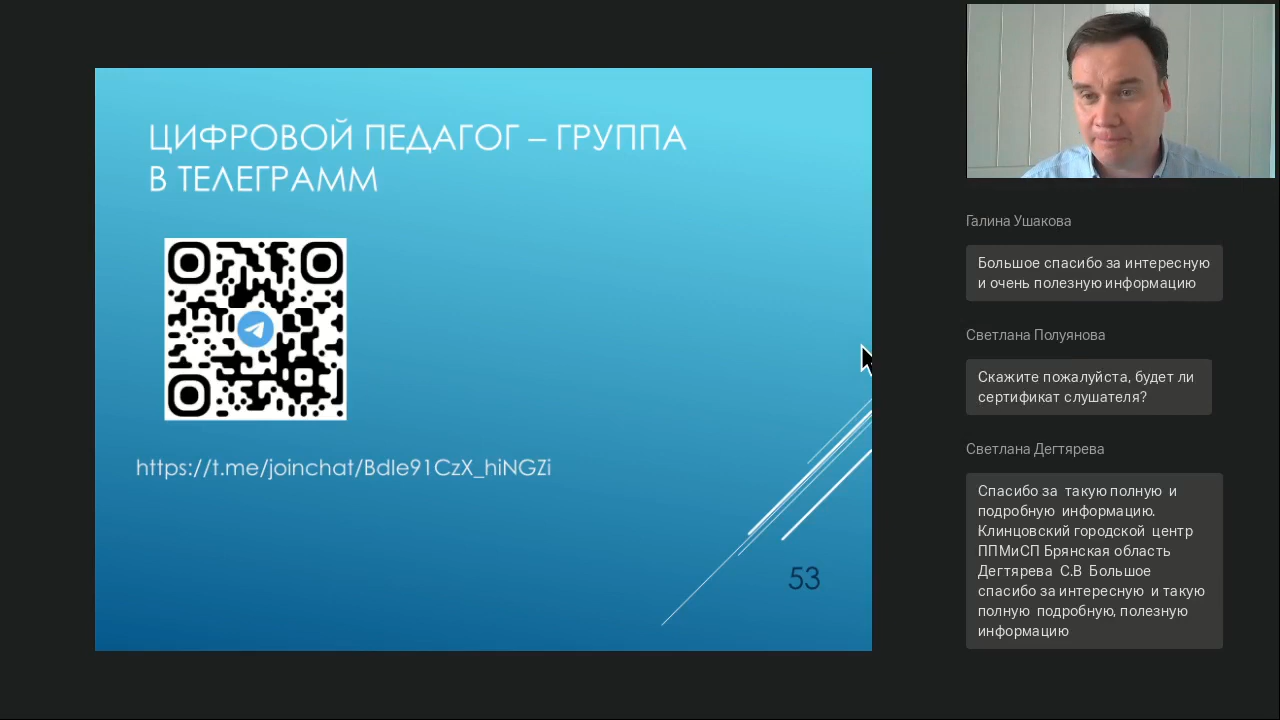 ЦИФРОВОЙ ПЕДАГОГ – ГРУППА
В ТЕЛЕГРАММ
https://t.me/joinchat/BdIe91CzX_hiNGZi
53
Галина Ушакова
Большое спасибо за интересную
и очень полезную информацию
Светлана Полуянова
Скажите пожалуйста, будет ли
сертификат слушателя?
Светлана Дегтярева
Спасибо за такую полную и
подробную информацию.
Клинцовский городской центр
ППМиСП Брянская область
Дегтярева С.В Большое
спасибо за интересную и такую
полную подробную, полезную
информацию